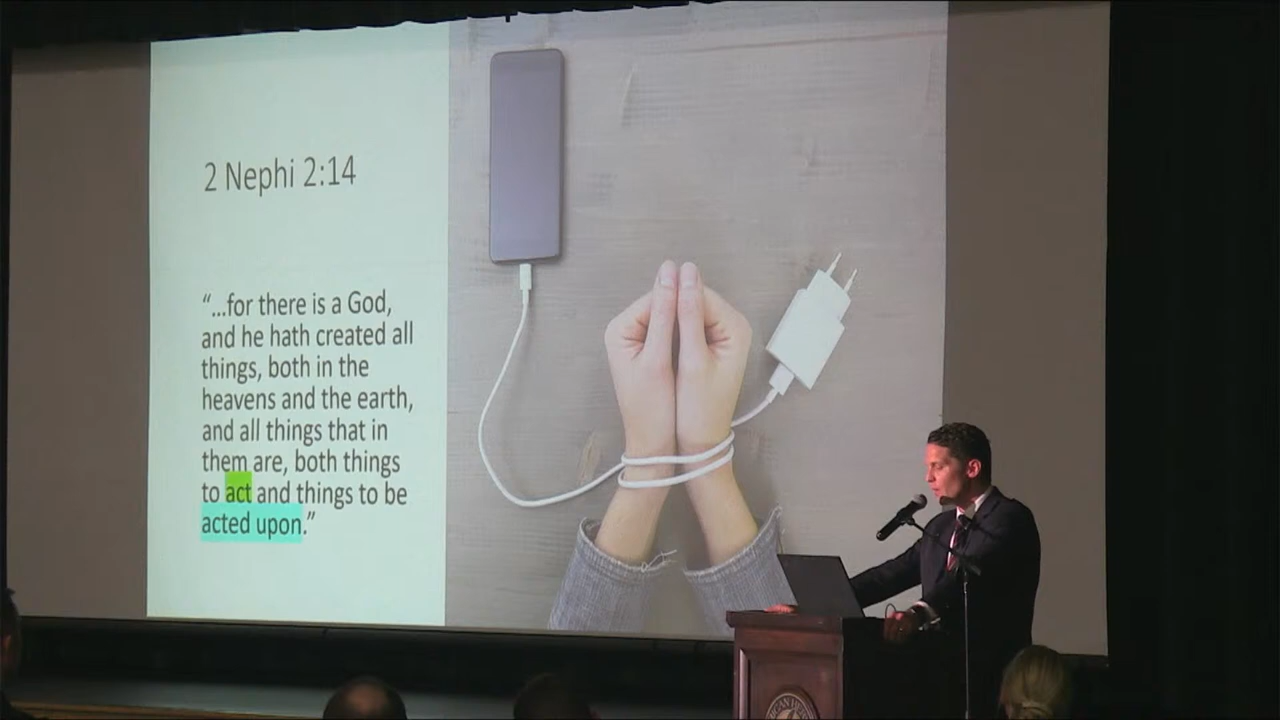 2 Nephi 2:14
“...for there is a God,
and he hath created all
things, both in the
heavens and the earth,
and all things that in
them are, both things
to act and things to be
acted upon.”